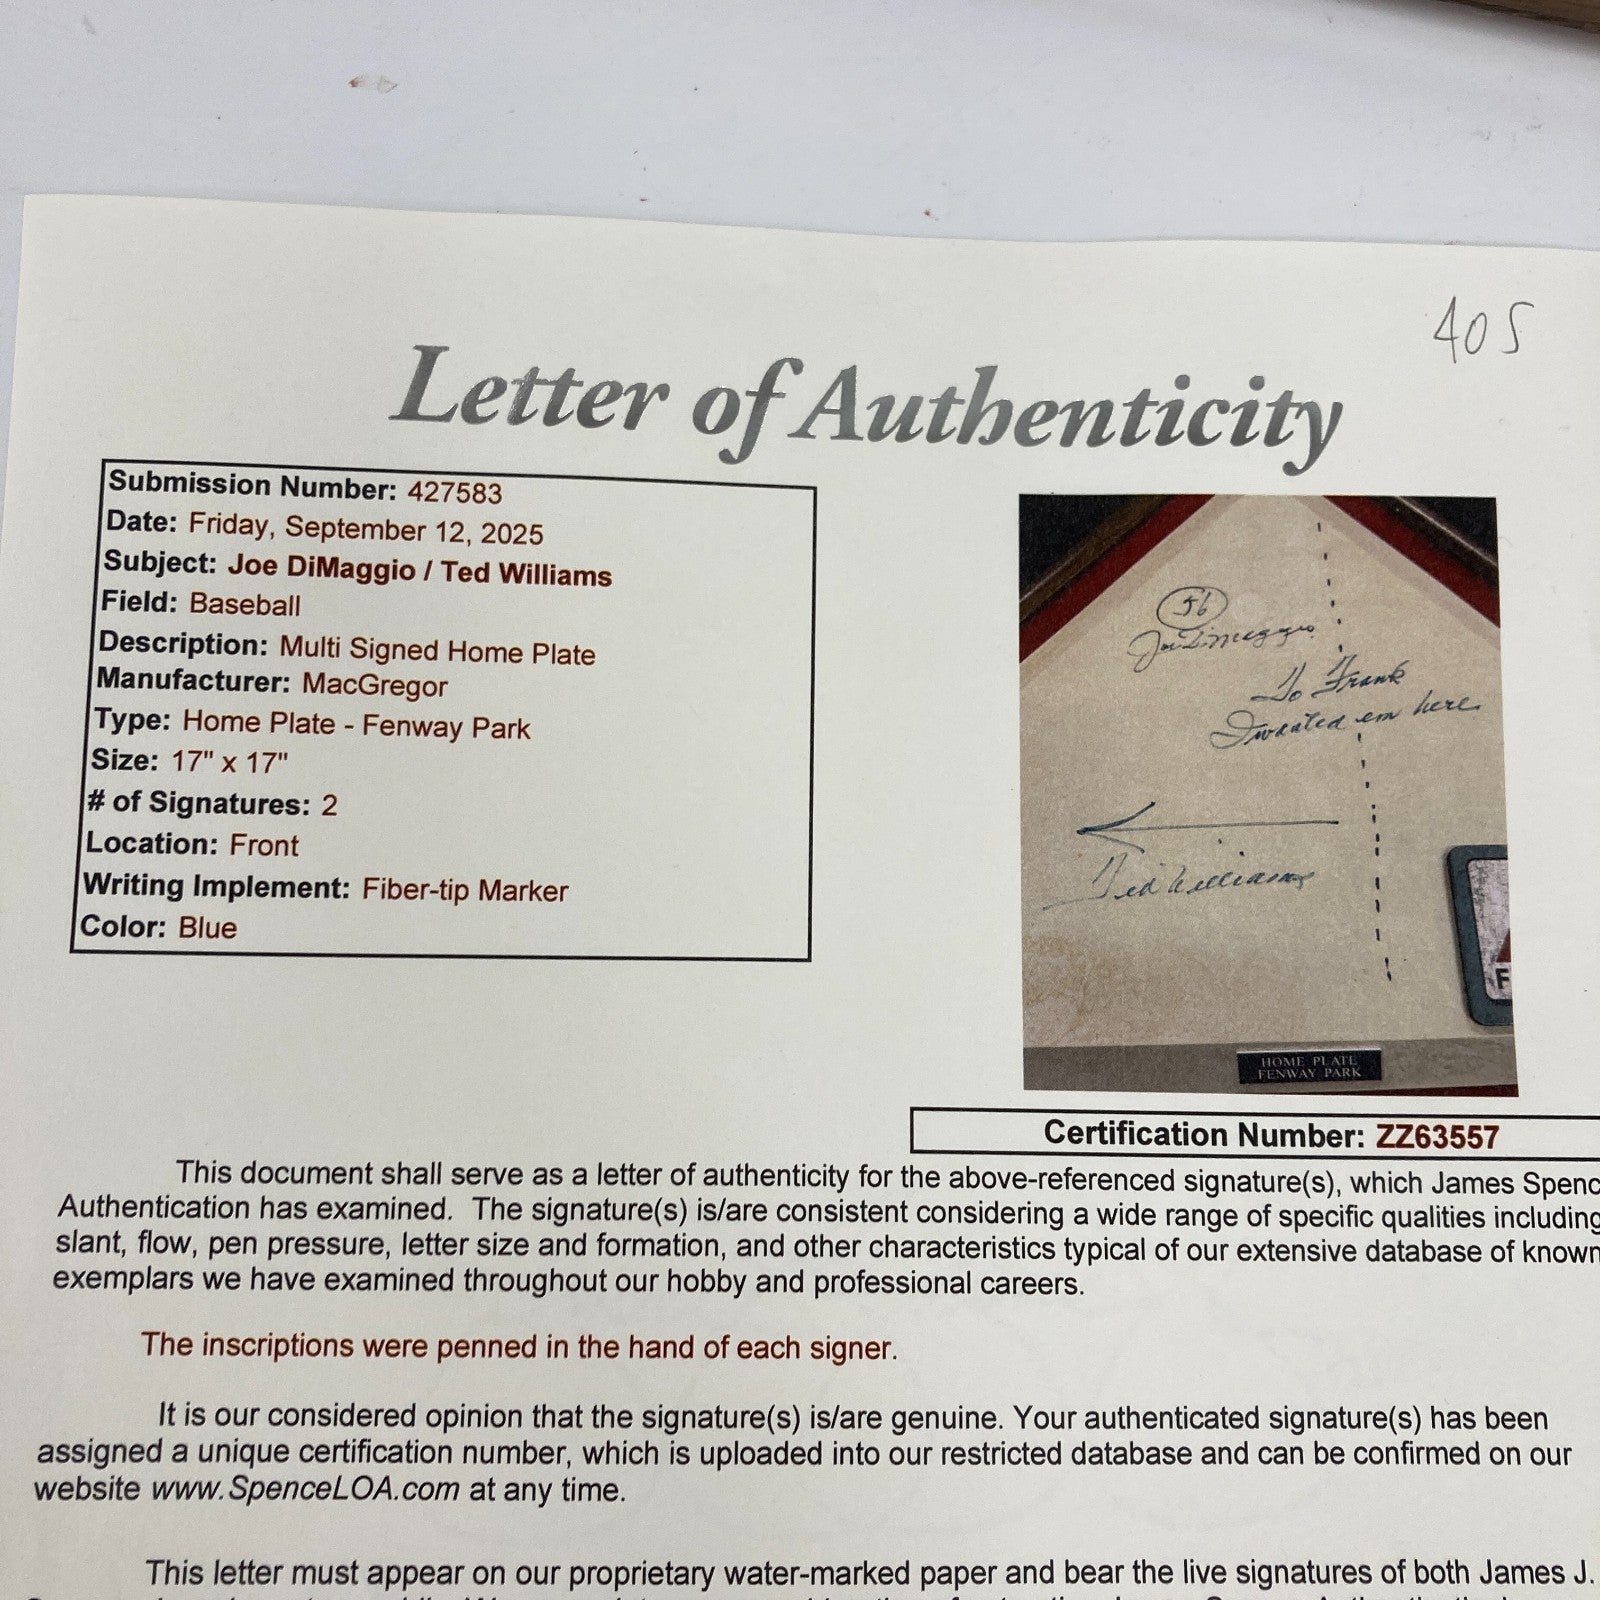 405
Letter of Authenticity
Submission Number: 427583
Date: Friday, September 12, 2025
Subject: Joe DiMaggio / Ted Williams
Field: Baseball
Description: Multi Signed Home Plate
Manufacturer: MacGregor
Type: Home Plate - Fenway Park
Size: 17" x 17"
# of Signatures: 2
Location: Front
Writing Implement: Fiber-tip Marker
Color: Blue
56
Joe DiMaggio
To Frank
I wanted em here
Ted Williams
F
HOME PLATE
FENWAY PARK
Certification Number: ZZ63557
This document shall serve as a letter of authenticity for the above-referenced signature(s), which James Spenc
Authentication has examined. The signature(s) is/are consistent considering a wide range of specific qualities including
slant, flow, pen pressure, letter size and formation, and other characteristics typical of our extensive database of known
exemplars we have examined throughout our hobby and professional careers.
The inscriptions were penned in the hand of each signer.
It is our considered opinion that the signature(s) is/are genuine. Your authenticated signature(s) has been
assigned a unique certification number, which is uploaded into our restricted database and can be confirmed on our
website www.SpenceLOA.com at any time.
This letter must appear on our proprietary water-marked paper and bear the live signatures of both James J.